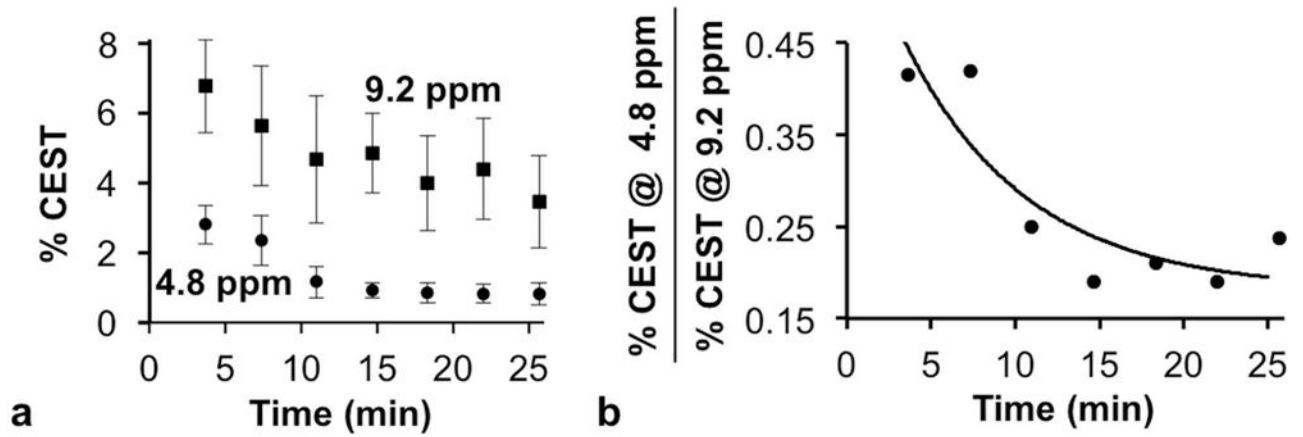 % CEST
8
6
4
2
0
9.2 ppm
4.8 ppm
0 5 10 15 20 25
Time (min)
a
% CEST @ 4.8 ppm
% CEST @ 9.2 ppm
0.45
0.35
0.25
0.15
0 5 10 15 20 25
Time (min)
b